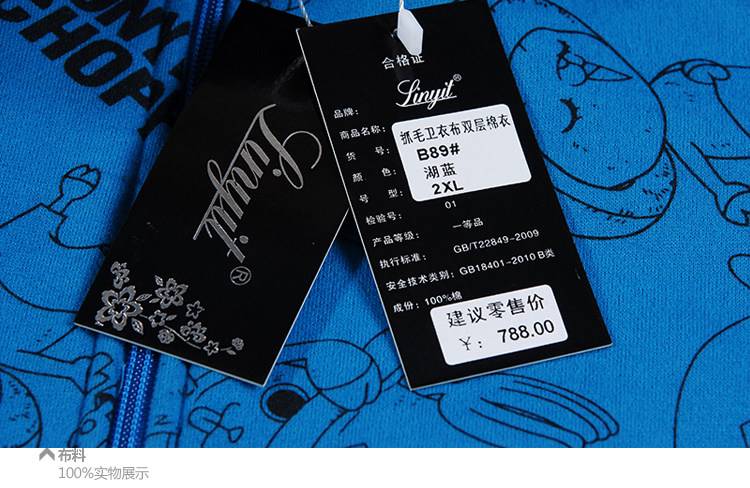 ONY
CHOP
Linyit®
合格证
Linyit®
品牌:
商品名称: 抓毛卫衣布双层棉衣
货 号: B89#
颜 色: 湖蓝
号 型: 2XL
检验号: 01
产品等级: 一等品
执行标准: GB/T22849-2009
安全技术类别: GB18401-2010 B类
成份: 100%棉
建议零售价
¥: 788.00
布料
100%实物展示